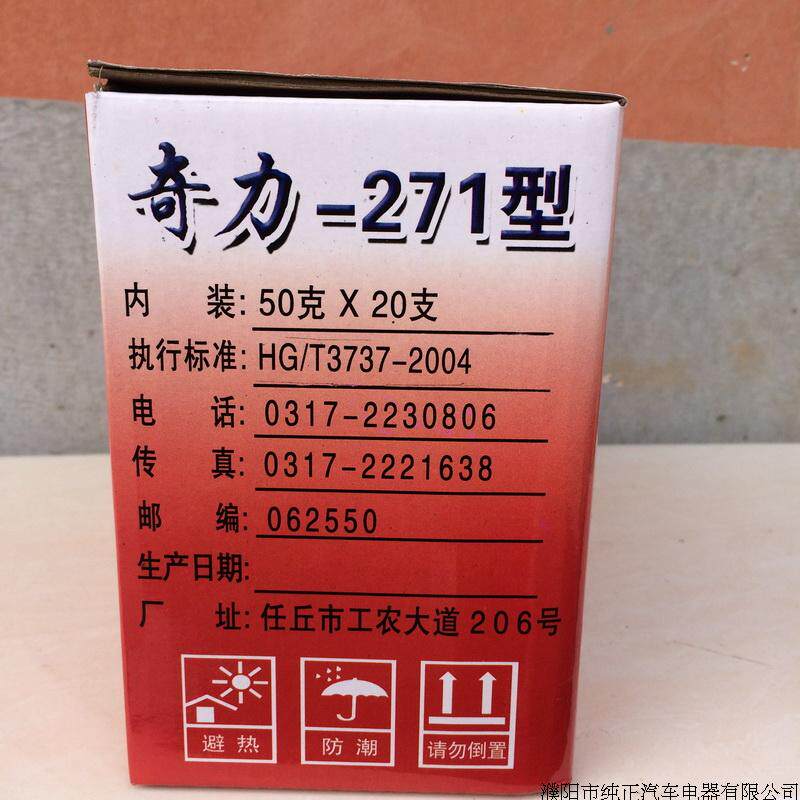 奇力-271型
内 装: 50克 X 20支
执行标准: HG/T3737-2004
电 话: 0317-2230806
传 真: 0317-2221638
邮 编: 062550
生产日期:
厂 址: 任丘市工农大道206号
避热 防潮 请勿倒置
濮阳市纯正汽车电器有限公司